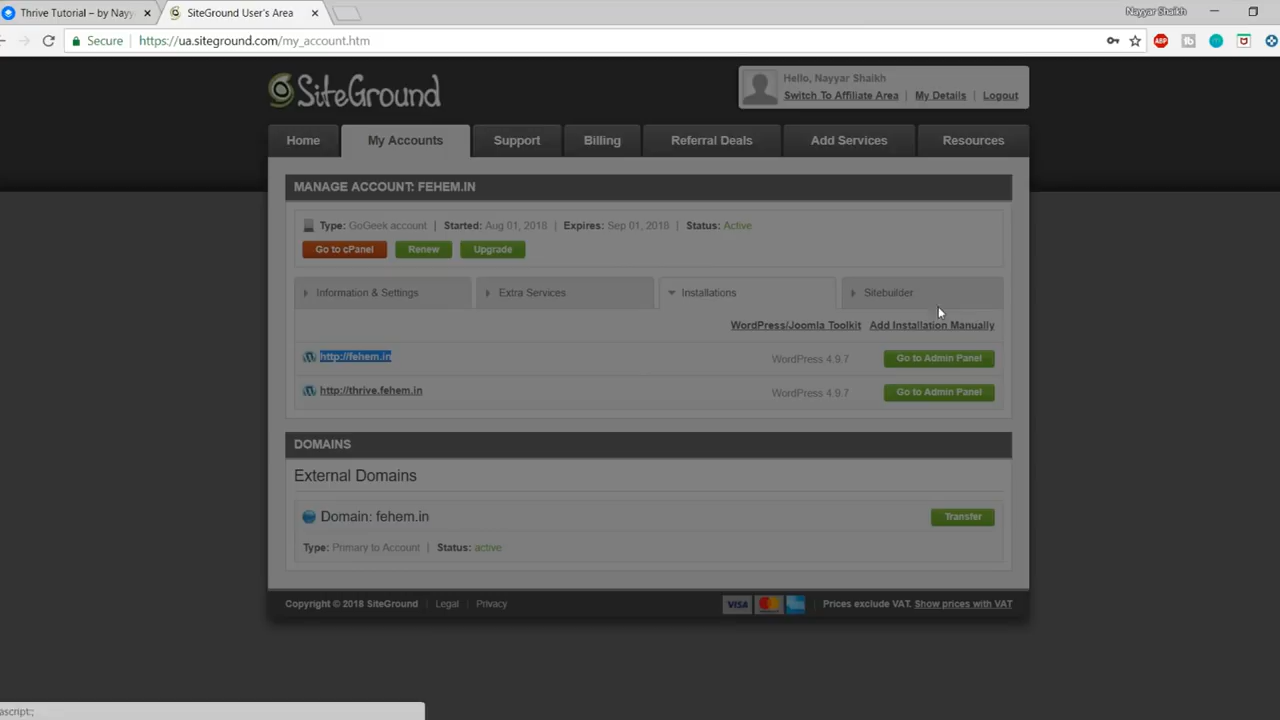 Thrive Tutorial – by Nayy
SiteGround User's Area
Nayyar Shaikh
Secure
https://ua.siteground.com/my_account.htm
ABP
SiteGround
Hello, Nayyar Shaikh
Switch To Affiliate Area | My Details | Logout
Home
My Accounts
Support
Billing
Referral Deals
Add Services
Resources
MANAGE ACCOUNT: FEHEM.IN
Type: GoGeek account | Started: Aug 01, 2018 | Expires: Sep 01, 2018 | Status: Active
Go to cPanel
Renew
Upgrade
Information & Settings
Extra Services
Installations
Sitebuilder
WordPress/Joomla Toolkit
Add Installation Manually
http://fehem.in
WordPress 4.9.7
Go to Admin Panel
http://thrive.fehem.in
WordPress 4.9.7
Go to Admin Panel
DOMAINS
External Domains
Domain: fehem.in
Transfer
Type: Primary to Account | Status: active
Copyright © 2018 SiteGround | Legal | Privacy
VISA
Prices exclude VAT. Show prices with VAT
ascript:;